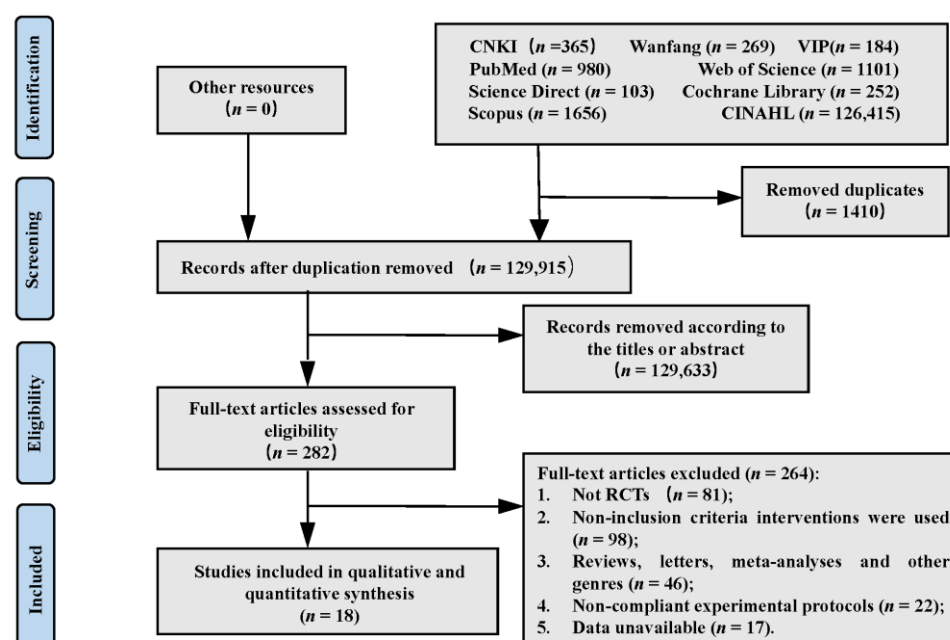 Identification
CNKI (n =365) Wanfang (n = 269) VIP(n = 184)
PubMed (n = 980) Web of Science (n = 1101)
Science Direct (n = 103) Cochrane Library (n = 252)
Scopus (n = 1656) CINAHL (n = 126,415)
Other resources
(n = 0)
Screening
Removed duplicates
(n = 1410)
Records after duplication removed (n = 129,915)
Records removed according to
the titles or abstract
(n = 129,633)
Eligibility
Full-text articles assessed for
eligibility
(n = 282)
Included
Full-text articles excluded (n = 264):
1. Not RCTs (n = 81);
2. Non-inclusion criteria interventions were used
(n = 98);
3. Reviews, letters, meta-analyses and other
genres (n = 46);
4. Non-compliant experimental protocols (n = 22);
5. Data unavailable (n = 17).
Studies included in qualitative and
quantitative synthesis
(n = 18)